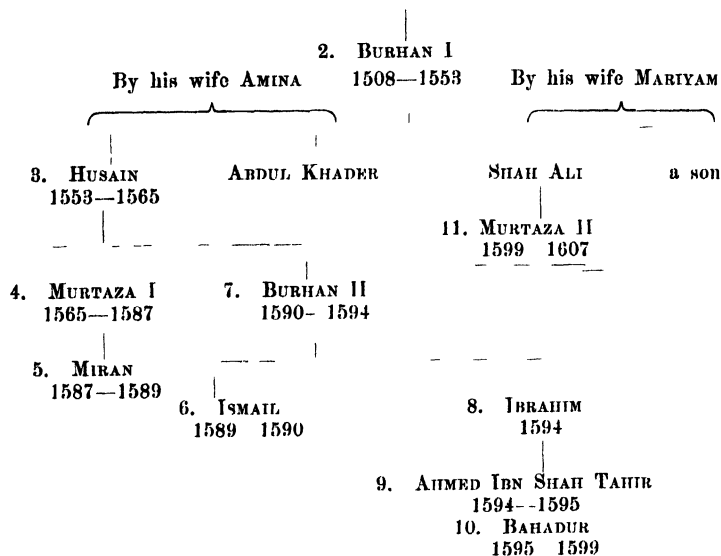 2. BURHAN I
By his wife AMINA 1508—1553 By his wife MARIYAM
3. HUSAIN ABDUL KHADER SHAH ALI a son
1553—1565
11. MURTAZA II
1599 1607
4. MURTAZA I 7. BURHAN II
1565—1587 1590- 1594
5. MIRAN
1587—1589
6. ISMAIL 8. IBRAHIM
1589 1590 1594
9. AHMED IBN SHAH TAHIR
1594--1595
10. BAHADUR
1595 1599